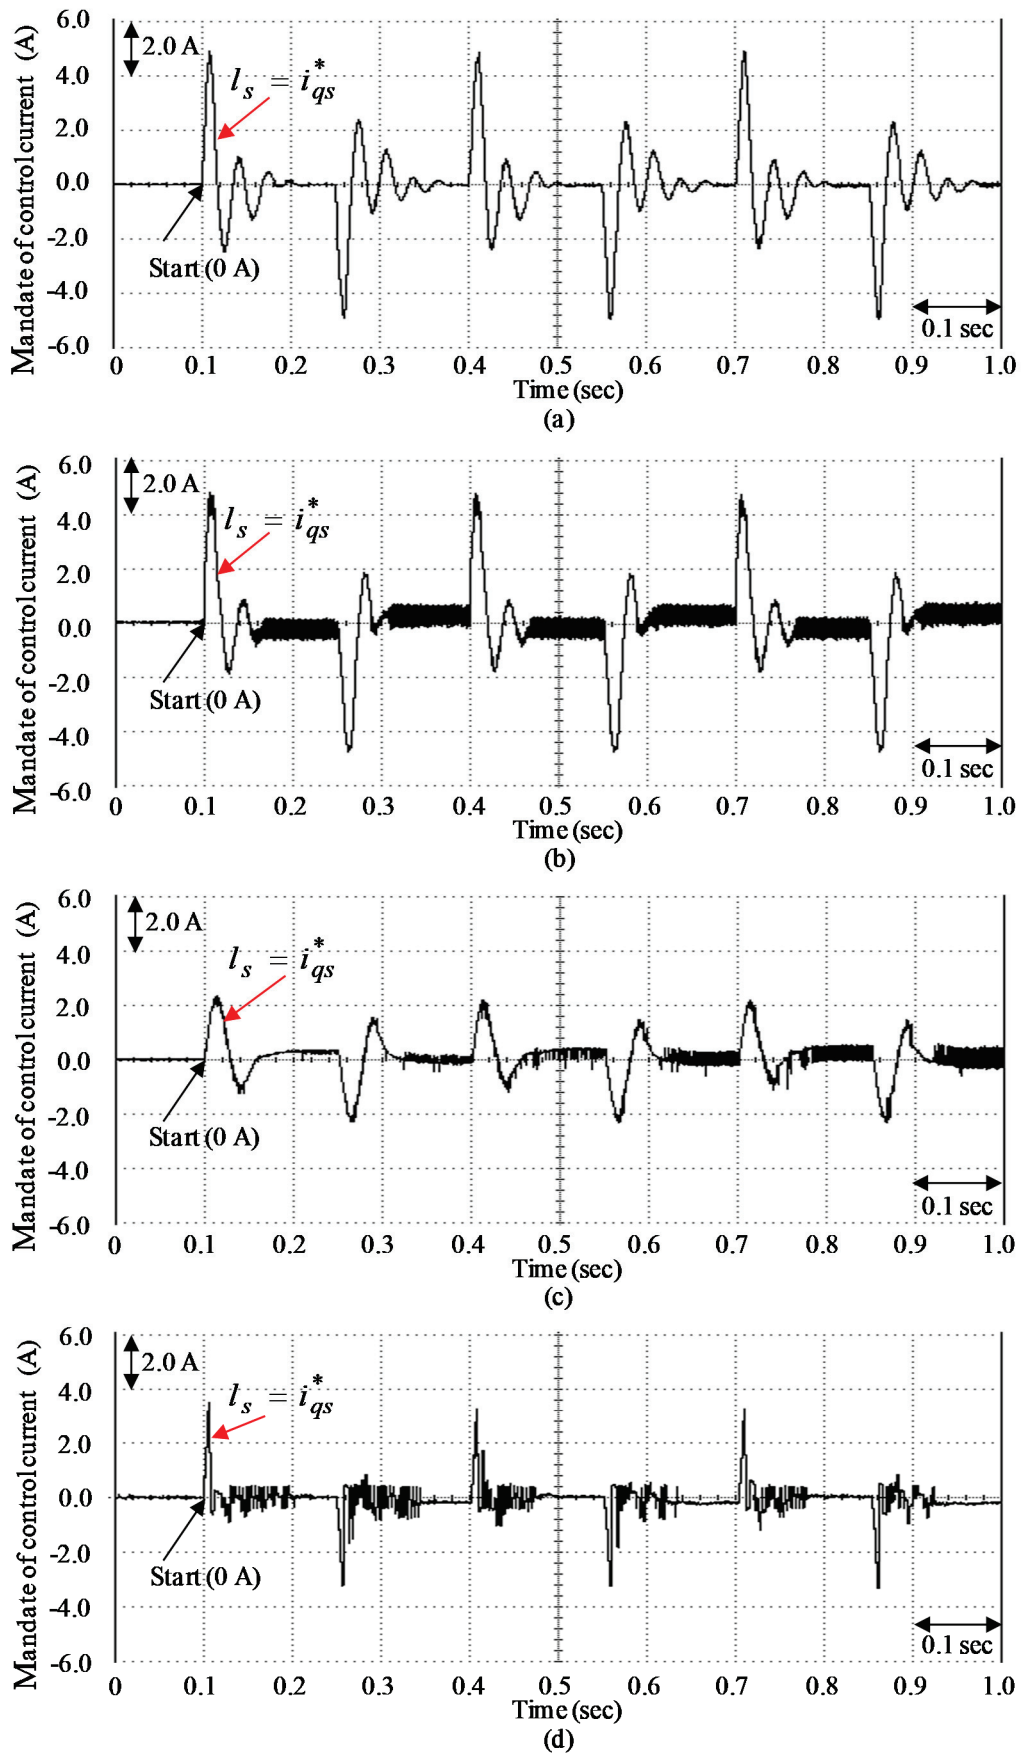 Mandate of control current (A)
6.0
4.0
2.0
0.0
-2.0
-4.0
-6.0
2.0 A
l_s = i*_qs
Start (0 A)
0.1 sec
0 0.1 0.2 0.3 0.4 0.5 0.6 0.7 0.8 0.9 1.0
Time (sec)
(a)
Mandate of control current (A)
6.0
4.0
2.0
0.0
-2.0
-4.0
-6.0
2.0 A
l_s = i*_qs
Start (0 A)
0.1 sec
0 0.1 0.2 0.3 0.4 0.5 0.6 0.7 0.8 0.9 1.0
Time (sec)
(b)
Mandate of control current (A)
6.0
4.0
2.0
0.0
-2.0
-4.0
-6.0
2.0 A
l_s = i*_qs
Start (0 A)
0.1 sec
0 0.1 0.2 0.3 0.4 0.5 0.6 0.7 0.8 0.9 1.0
Time (sec)
(c)
Mandate of control current (A)
6.0
4.0
2.0
0.0
-2.0
-4.0
-6.0
2.0 A
l_s = i*_qs
Start (0 A)
0.1 sec
0 0.1 0.2 0.3 0.4 0.5 0.6 0.7 0.8 0.9 1.0
Time (sec)
(d)